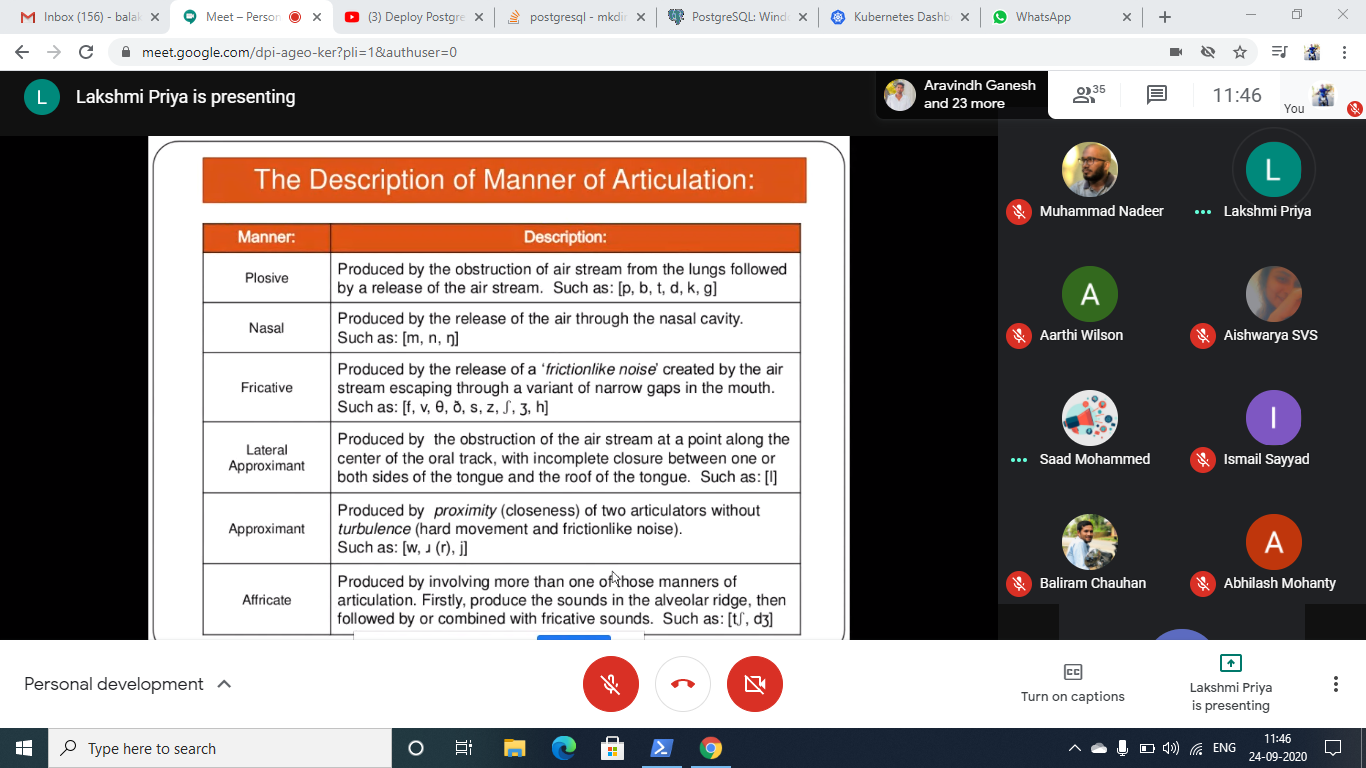 Inbox (156) - balak
Meet – Person
(3) Deploy Postgre
postgresql - mkdir
PostgreSQL: Wind
Kubernetes Dashb
WhatsApp
meet.google.com/dpi-ageo-ker?pli=1&authuser=0
L
Lakshmi Priya is presenting
Aravindh Ganesh
and 23 more
35
11:46
You
The Description of Manner of Articulation:
Manner:
Description:
Plosive
Produced by the obstruction of air stream from the lungs followed
by a release of the air stream. Such as: [p, b, t, d, k, g]
Nasal
Produced by the release of the air through the nasal cavity.
Such as: [m, n, ŋ]
Fricative
Produced by the release of a ‘frictionlike noise’ created by the air
stream escaping through a variant of narrow gaps in the mouth.
Such as: [f, v, θ, ð, s, z, ʃ, ʒ, h]
Lateral
Approximant
Produced by the obstruction of the air stream at a point along the
center of the oral track, with incomplete closure between one or
both sides of the tongue and the roof of the tongue. Such as: [l]
Approximant
Produced by proximity (closeness) of two articulators without
turbulence (hard movement and frictionlike noise).
Such as: [w, ɹ (r), j]
Affricate
Produced by involving more than one of those manners of
articulation. Firstly, produce the sounds in the alveolar ridge, then
followed by or combined with fricative sounds. Such as: [tʃ, dʒ]
Muhammad Nadeer
L
Lakshmi Priya
A
Aarthi Wilson
Aishwarya SVS
Saad Mohammed
I
Ismail Sayyad
Baliram Chauhan
A
Abhilash Mohanty
Personal development
CC
Turn on captions
Lakshmi Priya
is presenting
Type here to search
ENG
11:46
24-09-2020